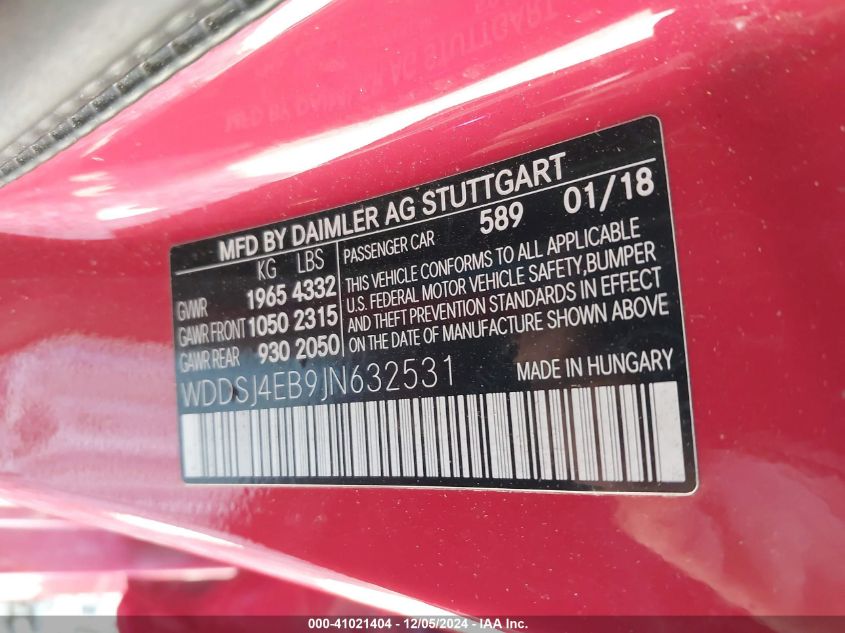 MFD BY DAIMLER AG STUTTGART
KG LBS
GVWR 1965 4332
GAWR FRONT 1050 2315
GAWR REAR 930 2050
PASSENGER CAR 589 01/18
THIS VEHICLE CONFORMS TO ALL APPLICABLE
U.S. FEDERAL MOTOR VEHICLE SAFETY,BUMPER
AND THEFT PREVENTION STANDARDS IN EFFECT
ON THE DATE OF MANUFACTURE SHOWN ABOVE
WDDSJ4EB9JN632531 MADE IN HUNGARY
000-41021404 - 12/05/2024 - IAA Inc.